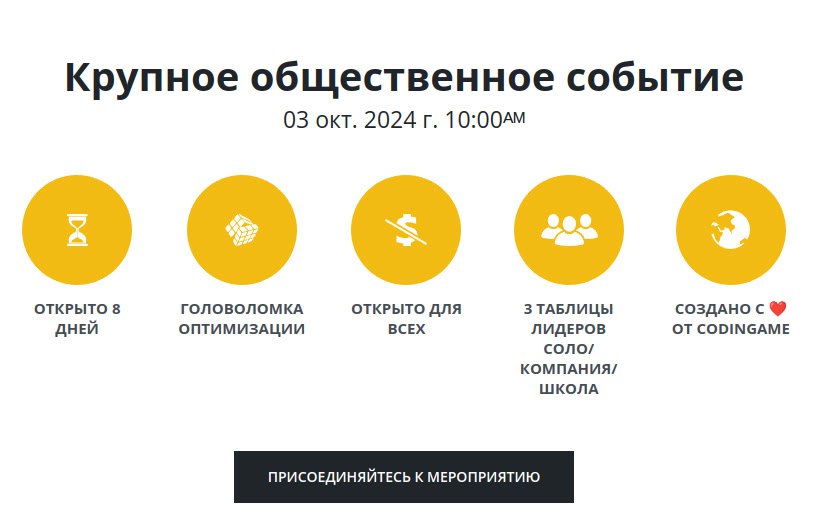 Крупное общественное событие
03 окт. 2024 г. 10:00AM
ОТКРЫТО 8
ДНЕЙ
ГОЛОВОЛОМКА
ОПТИМИЗАЦИИ
ОТКРЫТО ДЛЯ
ВСЕХ
3 ТАБЛИЦЫ
ЛИДЕРОВ
СОЛО/
КОМПАНИЯ/
ШКОЛА
СОЗДАНО С ❤️
ОТ CODINGAME
ПРИСОЕДИНЯЙТЕСЬ К МЕРОПРИЯТИЮ